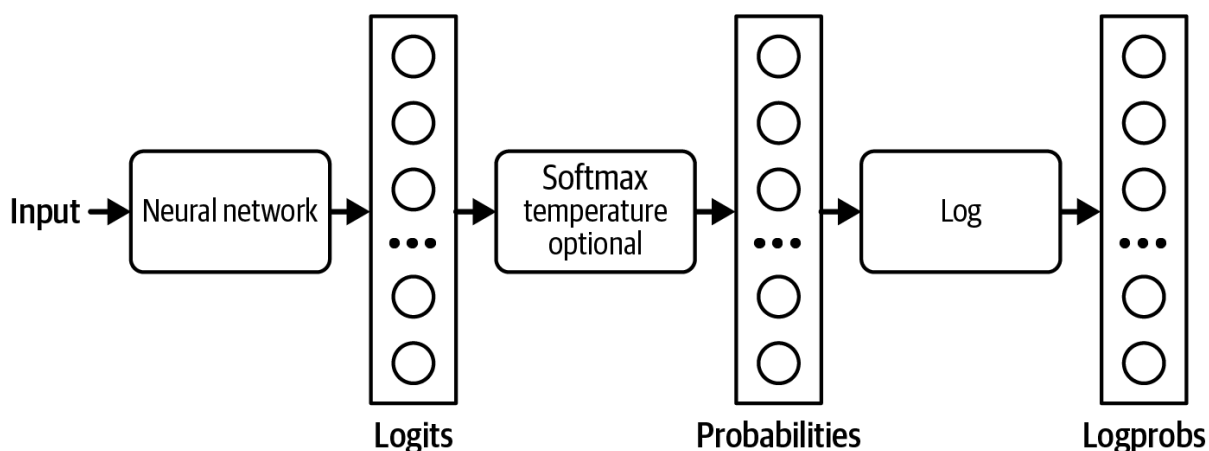 Input
Neural network
Softmax
temperature
optional
Log
Logits
Probabilities
Logprobs